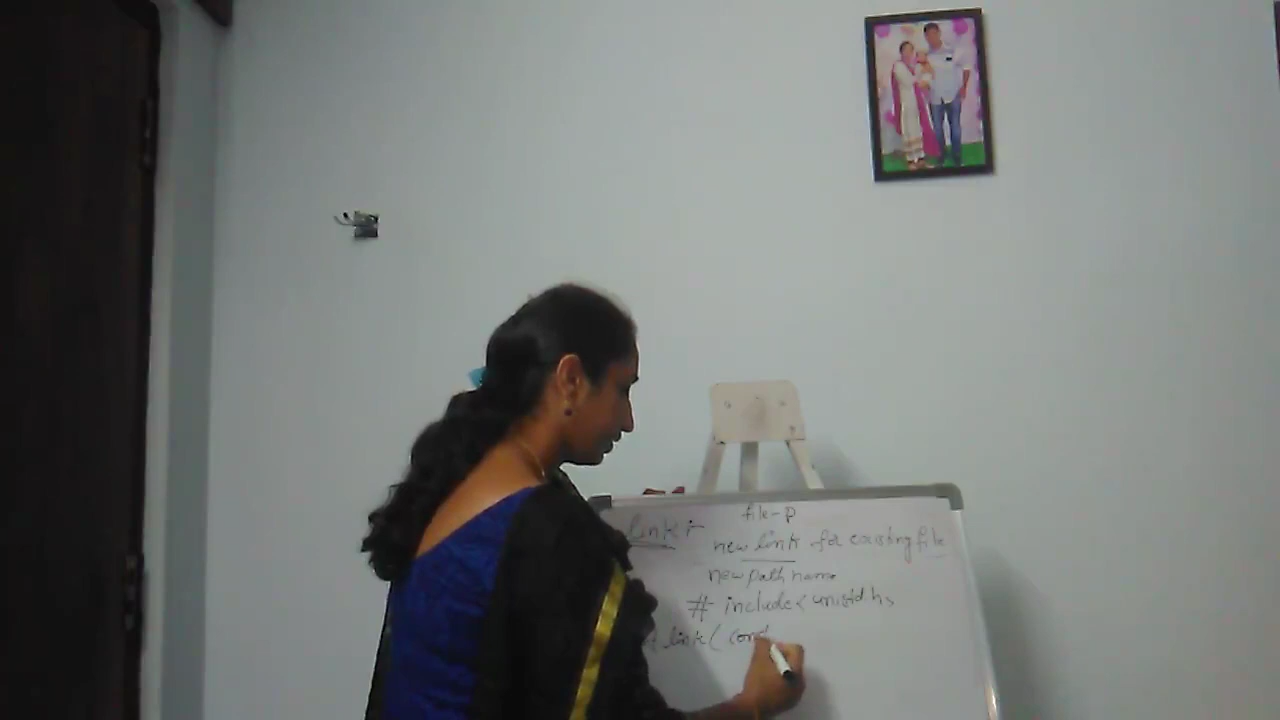 file-p
link :-
new link for existing file
new path name
# include < unistd h>
link( const